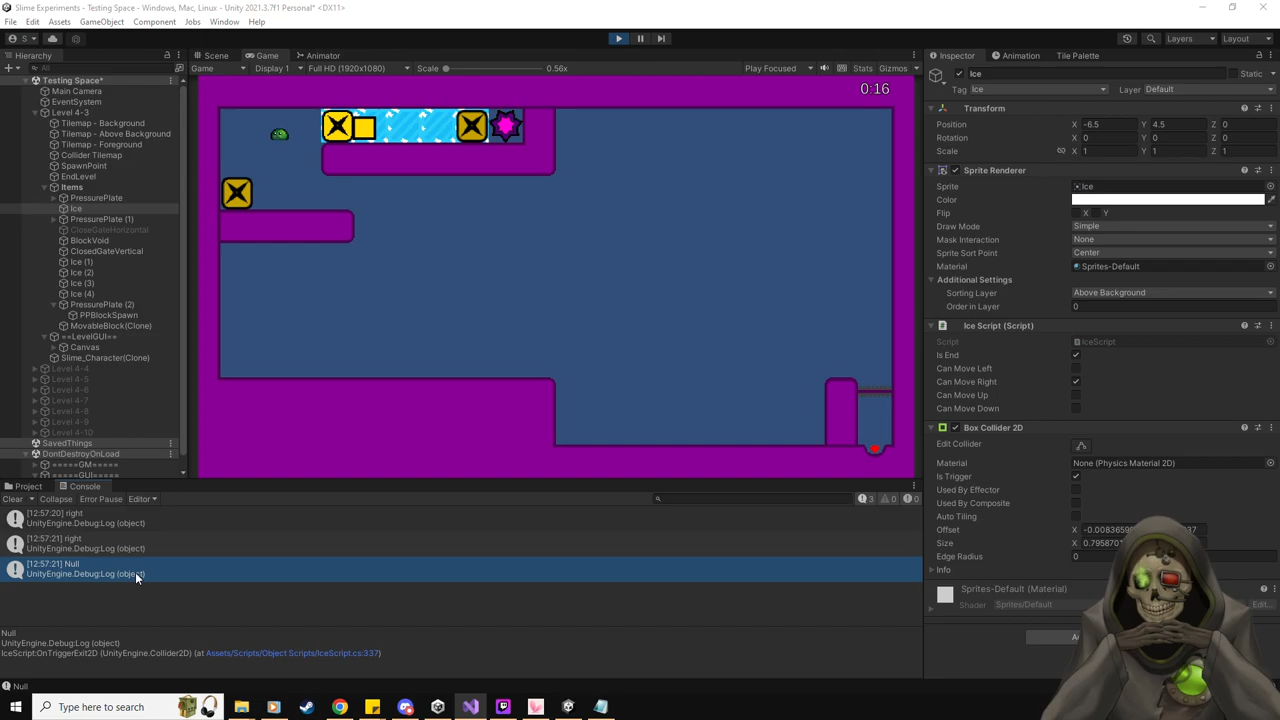 Slime Experiments - Testing Space - Windows, Mac, Linux - Unity 2021.3.7f1 Personal* <DX11>
File Edit Assets GameObject Component Jobs Window Help
S
Layers Layout
Hierarchy
All
Testing Space*
Main Camera
EventSystem
Level 4-3
Tilemap - Background
Tilemap - Above Background
Tilemap - Foreground
Collider Tilemap
SpawnPoint
EndLevel
Items
PressurePlate
Ice
PressurePlate (1)
CloseGateHorizontal
BlockVoid
ClosedGateVertical
Ice (1)
Ice (2)
Ice (3)
Ice (4)
PressurePlate (2)
PPBlockSpawn
MovableBlock(Clone)
==LevelGUI==
Canvas
Slime_Character(Clone)
Level 4-4
Level 4-5
Level 4-6
Level 4-7
Level 4-8
Level 4-9
Level 4-10
SavedThings
DontDestroyOnLoad
=====GM=====
=====GUI=====
Scene Game Animator
Game Display 1 Full HD (1920x1080) Scale 0.56x Play Focused Stats Gizmos
0:16
Inspector Animation Tile Palette
Ice Static
Tag Ice Layer Default
Transform
Position X -6.5 Y 4.5 Z 0
Rotation X 0 Y 0 Z 0
Scale X 1 Y 1 Z 1
Sprite Renderer
Sprite Ice
Color
Flip X Y
Draw Mode Simple
Mask Interaction None
Sprite Sort Point Center
Material Sprites-Default
Additional Settings
Sorting Layer Above Background
Order in Layer 0
Ice Script (Script)
Script IceScript
Is End
Can Move Left
Can Move Right
Can Move Up
Can Move Down
Box Collider 2D
Edit Collider
Material None (Physics Material 2D)
Is Trigger
Used By Effector
Used By Composite
Auto Tiling
Offset X
Size X
Edge Radius 0
Info
Sprites-Default (Material)
Shader Sprites/Default Edit...
Project Console
Clear Collapse Error Pause Editor 3 0 0
[12:57:20] right
UnityEngine.Debug:Log (object)
[12:57:21] right
UnityEngine.Debug:Log (object)
[12:57:21] Null
UnityEngine.Debug:Log (object)
Null
UnityEngine.Debug:Log (object)
IceScript:OnTriggerExit2D (UnityEngine.Collider2D) (at Assets/Scripts/Object Scripts/IceScript.cs:337)
Null
Type here to search